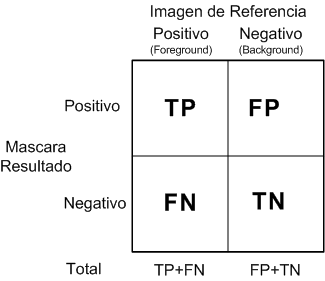 Imagen de Referencia
Positivo Negativo
(Foreground) (Background)
Positivo TP FP
Mascara
Resultado
Negativo FN TN
Total TP+FN FP+TN